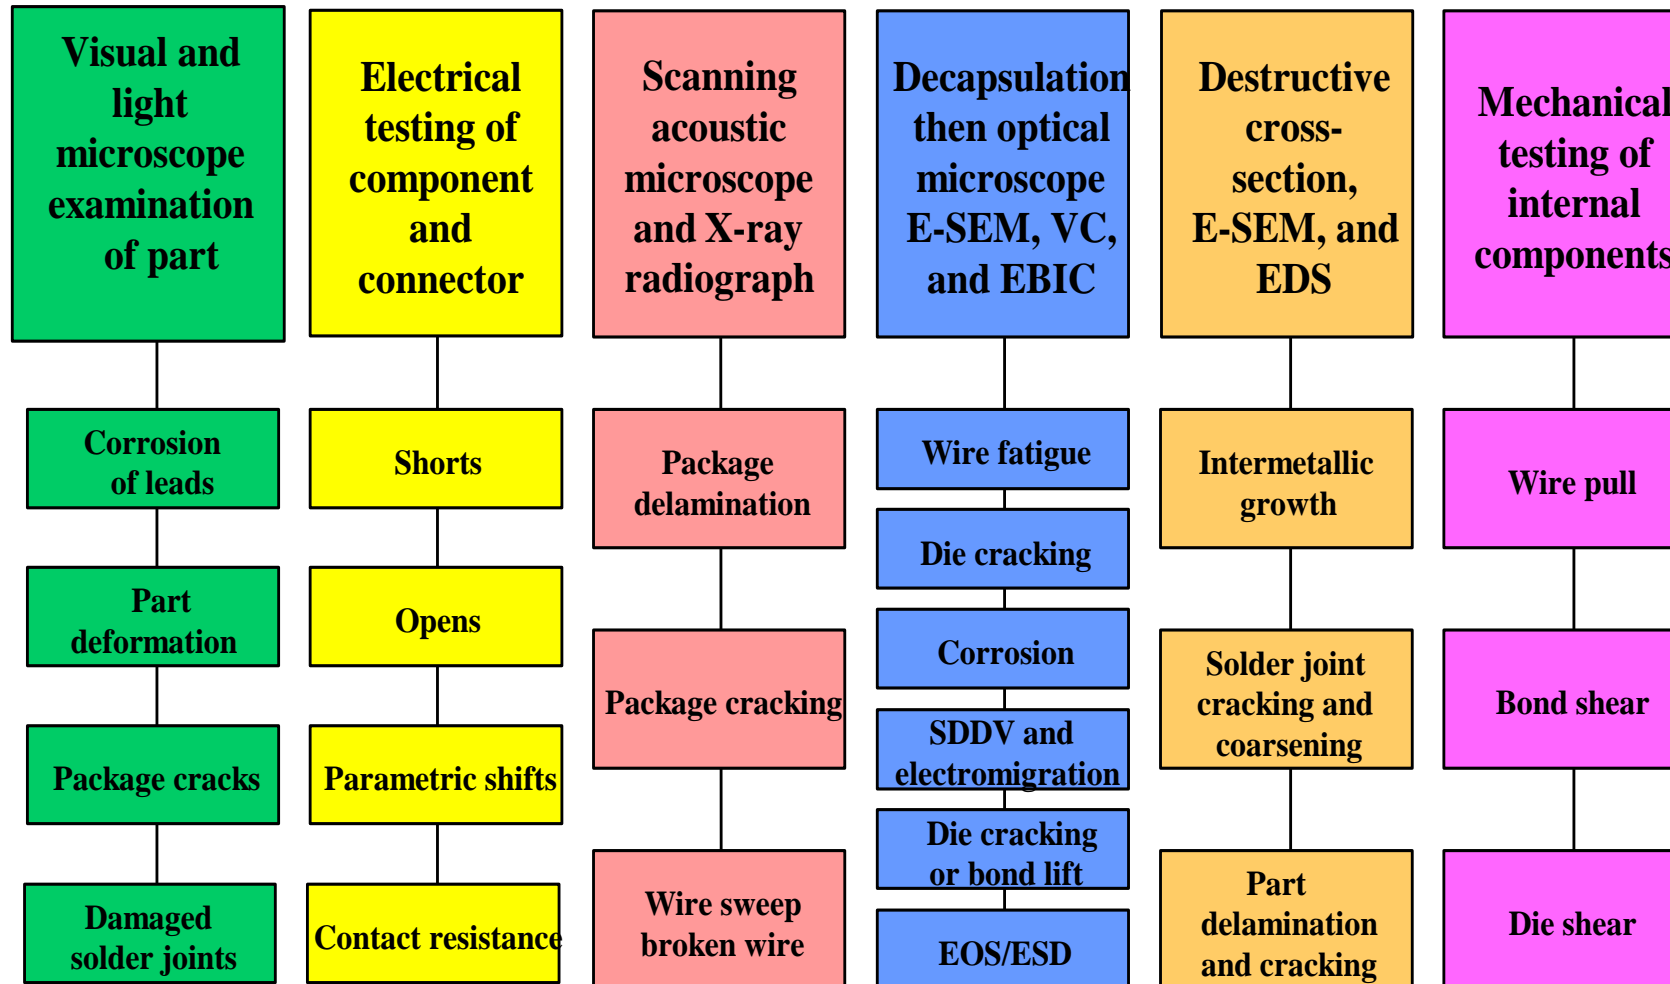 Visual and
light
microscope
examination
of part
Corrosion
of leads
Part
deformation
Package cracks
Damaged
solder joints
Electrical
testing of
component
and
connector
Shorts
Opens
Parametric shifts
Contact resistance
Scanning
acoustic
microscope
and X-ray
radiograph
Package
delamination
Package cracking
Wire sweep
broken wire
Decapsulation
then optical
microscope
E-SEM, VC,
and EBIC
Wire fatigue
Die cracking
Corrosion
SDDV and
electromigration
Die cracking
or bond lift
EOS/ESD
Destructive
cross-
section,
E-SEM, and
EDS
Intermetallic
growth
Solder joint
cracking and
coarsening
Part
delamination
and cracking
Mechanical
testing of
internal
components
Wire pull
Bond shear
Die shear